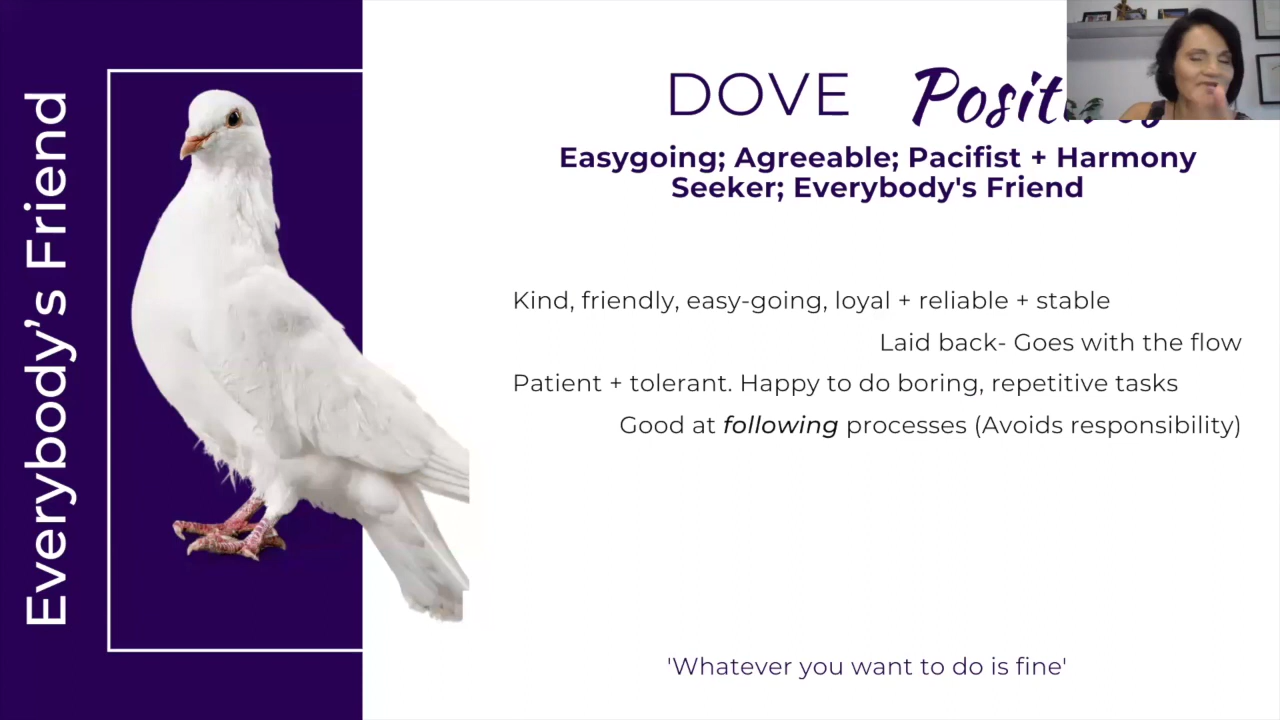 Everybody's Friend
DOVE
Easygoing; Agreeable; Pacifist + Harmony
Seeker; Everybody's Friend
Kind, friendly, easy-going, loyal + reliable + stable
Laid back- Goes with the flow
Patient + tolerant. Happy to do boring, repetitive tasks
Good at following processes (Avoids responsibility)
'Whatever you want to do is fine'